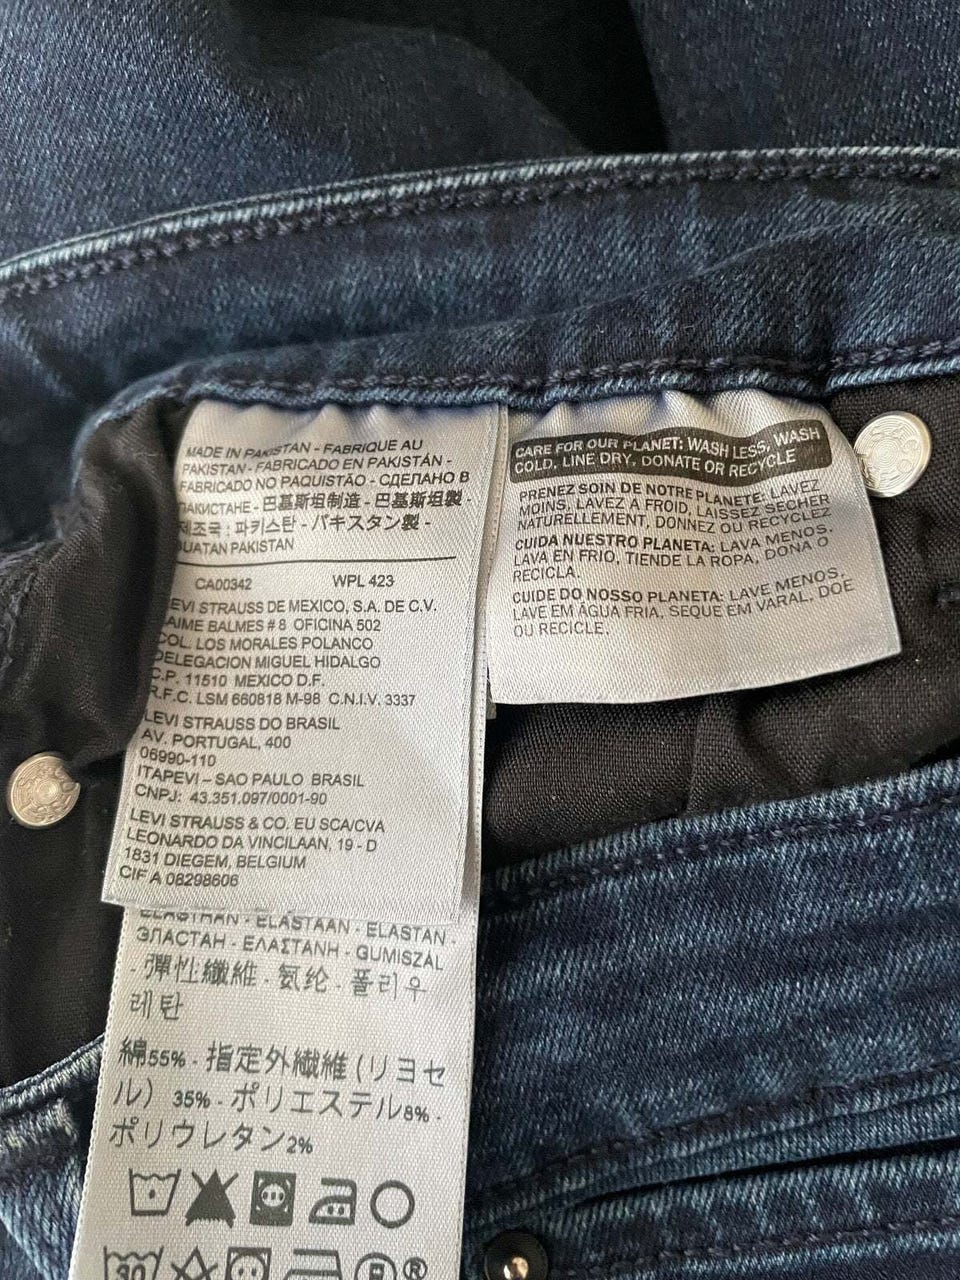 MADE IN PAKISTAN - FABRIQUE AU
PAKISTAN - FABRICADO EN PAKISTÁN -
FABRICADO NO PAQUISTÃO - СДЕЛАНО В
ПАКИСТАНЕ - 巴基斯坦制造 - 巴基斯坦製 -
제조국 : 파키스탄 - パキスタン製 -
BUATAN PAKISTAN
CA00342 WPL 423
LEVI STRAUSS DE MEXICO, S.A. DE C.V.
JAIME BALMES # 8 OFICINA 502
COL. LOS MORALES POLANCO
DELEGACION MIGUEL HIDALGO
C.P. 11510 MEXICO D.F.
R.F.C. LSM 660818 M-98 C.N.I.V. 3337
LEVI STRAUSS DO BRASIL
AV. PORTUGAL, 400
06990-110
ITAPEVI – SAO PAULO BRASIL
CNPJ: 43.351.097/0001-90
LEVI STRAUSS & CO. EU SCA/CVA
LEONARDO DA VINCILAAN, 19 - D
1831 DIEGEM, BELGIUM
CIF A 08298606
ELASTHAN - ELASTAAN - ELASTAN -
ЭЛАСТАН - ΕΛΑΣΤΑΝΗ - GUMISZÁL
- 彈性纖維 - 氨纶 - 폴리우
레탄
綿55% - 指定外繊維 (リヨセ
ル) 35% - ポリエステル8% -
ポリウレタン2%
30
CARE FOR OUR PLANET: WASH LESS, WASH
COLD, LINE DRY, DONATE OR RECYCLE
PRENEZ SOIN DE NOTRE PLANETE: LAVEZ
MOINS, LAVEZ A FROID, LAISSEZ SECHER
NATURELLEMENT, DONNEZ OU RECYCLEZ
CUIDA NUESTRO PLANETA: LAVA MENOS,
LAVA EN FRIO, TIENDE LA ROPA, DONA O
RECICLA.
CUIDE DO NOSSO PLANETA: LAVE MENOS,
LAVE EM ÁGUA FRIA, SEQUE EM VARAL, DOE
OU RECICLE.